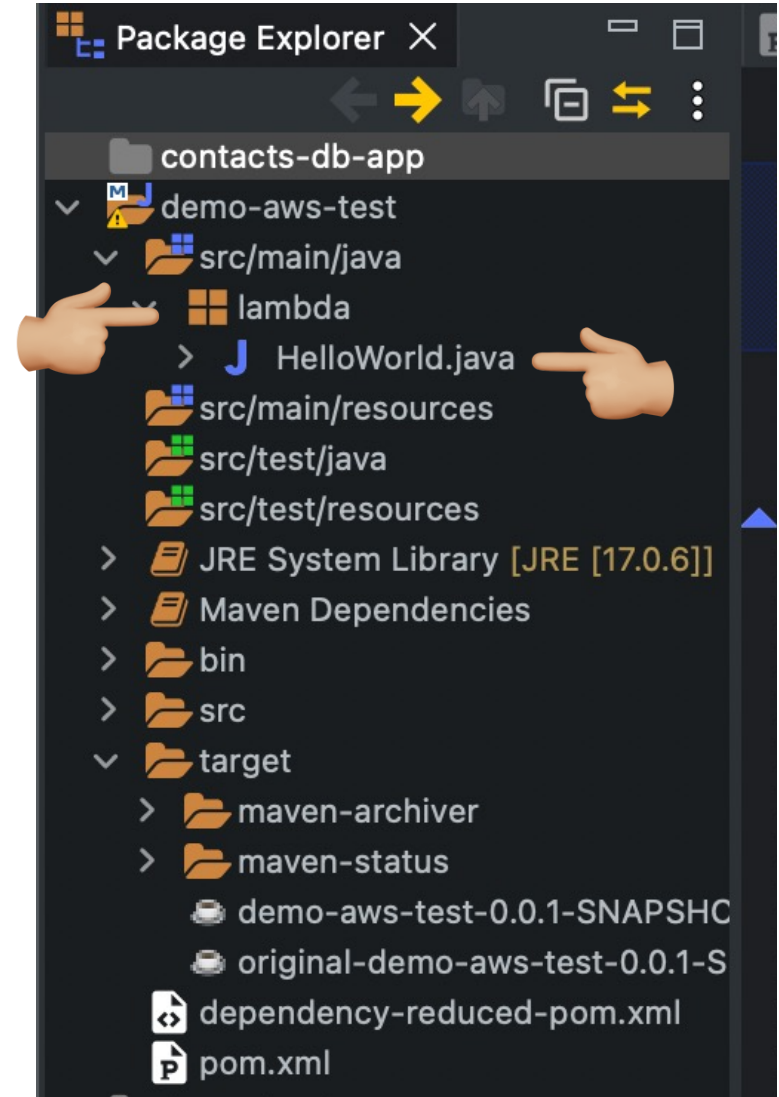 Package Explorer
contacts-db-app
demo-aws-test
src/main/java
lambda
HelloWorld.java
src/main/resources
src/test/java
src/test/resources
JRE System Library [JRE [17.0.6]]
Maven Dependencies
bin
src
target
maven-archiver
maven-status
demo-aws-test-0.0.1-SNAPSHO
original-demo-aws-test-0.0.1-S
dependency-reduced-pom.xml
pom.xml